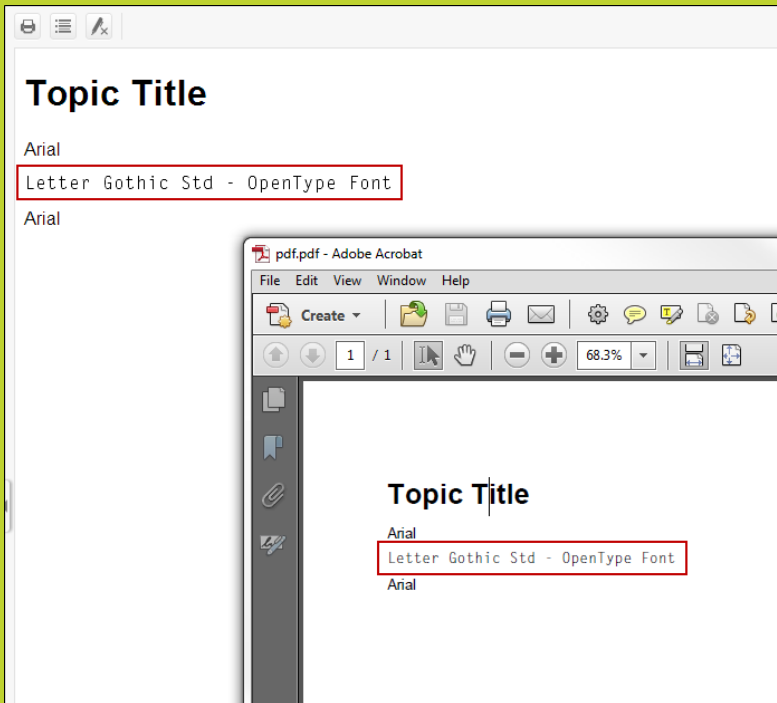 Topic Title
Arial
Letter Gothic Std - OpenType Font
Arial
pdf.pdf - Adobe Acrobat
File Edit View Window Help
Create
1 / 1 68.3%
Topic Title
Arial
Letter Gothic Std - OpenType Font
Arial